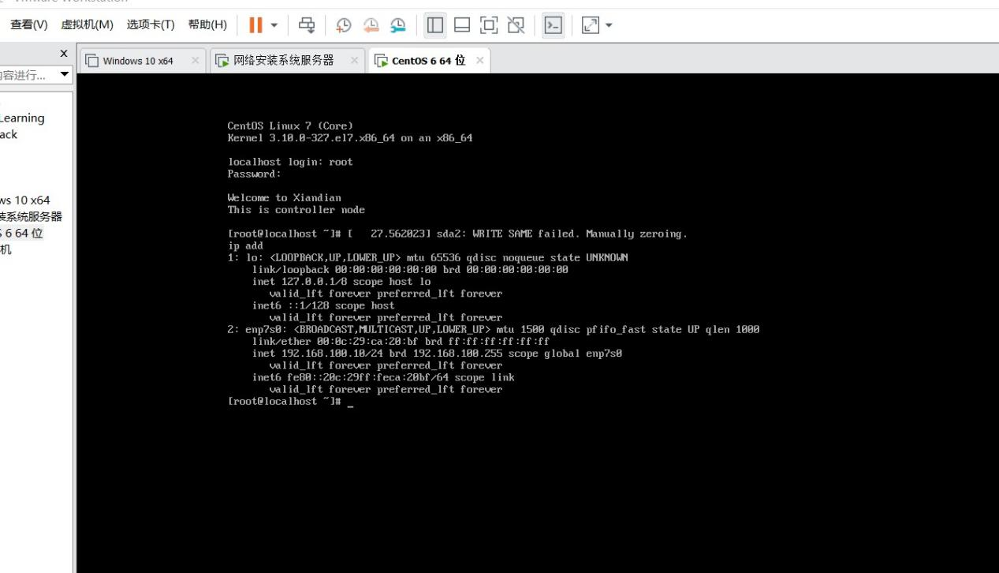 VMware Workstation
查看(V) 虚拟机(M) 选项卡(T) 帮助(H)
x
Windows 10 x64 × 网络安装系统服务器 × CentOS 6 64 位 ×
内容进行...
Learning
ack
ws 10 x64
装系统服务器
S 6 64 位
机
CentOS Linux 7 (Core)
Kernel 3.10.0-327.el7.x86_64 on an x86_64
localhost login: root
Password:
Welcome to Xiandian
This is controller node
[root@localhost ~]# [   27.562023] sda2: WRITE SAME failed. Manually zeroing.
ip add
1: lo: <LOOPBACK,UP,LOWER_UP> mtu 65536 qdisc noqueue state UNKNOWN
link/loopback 00:00:00:00:00:00 brd 00:00:00:00:00:00
inet 127.0.0.1/8 scope host lo
valid_lft forever preferred_lft forever
inet6 ::1/128 scope host
valid_lft forever preferred_lft forever
2: enp7s0: <BROADCAST,MULTICAST,UP,LOWER_UP> mtu 1500 qdisc pfifo_fast state UP qlen 1000
link/ether 00:0c:29:ca:20:bf brd ff:ff:ff:ff:ff:ff
inet 192.168.100.10/24 brd 192.168.100.255 scope global enp7s0
valid_lft forever preferred_lft forever
inet6 fe80::20c:29ff:feca:20bf/64 scope link
valid_lft forever preferred_lft forever
[root@localhost ~]# _